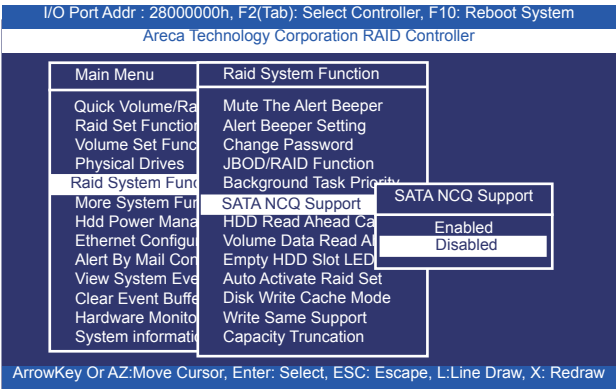 I/O Port Addr : 28000000h, F2(Tab): Select Controller, F10: Reboot System
Areca Technology Corporation RAID Controller
Main Menu
Quick Volume/Ra
Raid Set Function
Volume Set Func
Physical Drives
Raid System Func
More System Fun
Hdd Power Mana
Ethernet Configu
Alert By Mail Con
View System Eve
Clear Event Buffe
Hardware Monito
System informatio
Raid System Function
Mute The Alert Beeper
Alert Beeper Setting
Change Password
JBOD/RAID Function
Background Task Priority
SATA NCQ Support
HDD Read Ahead Ca
Volume Data Read A
Empty HDD Slot LED
Auto Activate Raid Set
Disk Write Cache Mode
Write Same Support
Capacity Truncation
SATA NCQ Support
Enabled
Disabled
ArrowKey Or AZ:Move Cursor, Enter: Select, ESC: Escape, L:Line Draw, X: Redraw